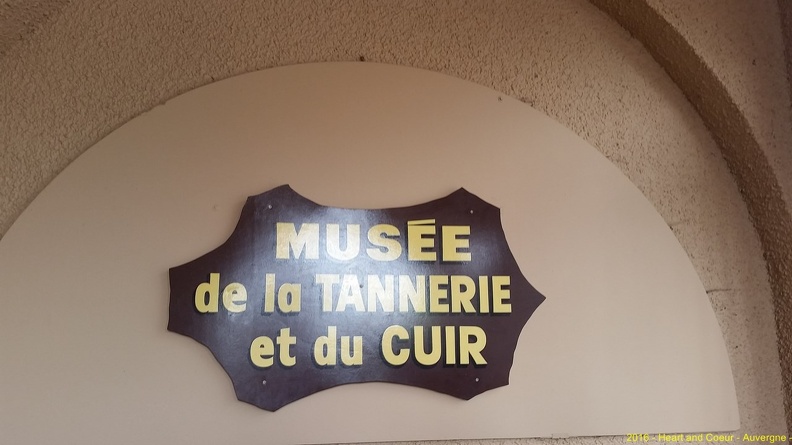 MUSÉE
de la TANNERIE
et du CUIR
2016 - Heart and Coeur - Auvergne -